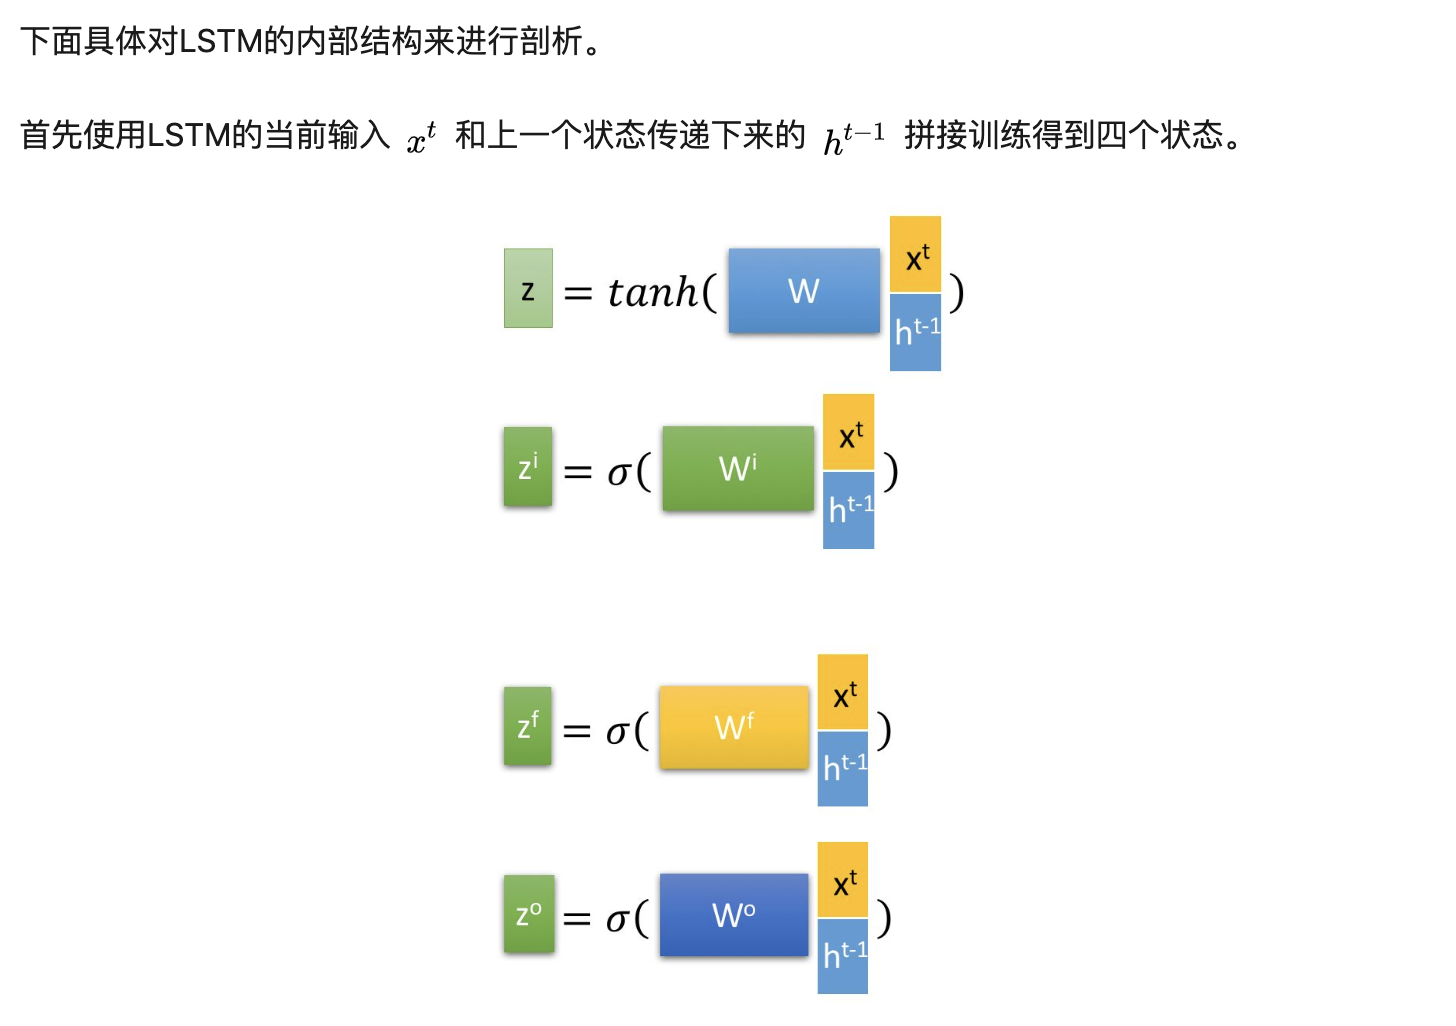 下面具体对LSTM的内部结构来进行剖析。
首先使用LSTM的当前输入 x^t 和上一个状态传递下来的 h^{t-1} 拼接训练得到四个状态。
z = tanh( W x^t h^{t-1} )
z^i = σ( W^i x^t h^{t-1} )
z^f = σ( W^f x^t h^{t-1} )
z^o = σ( W^o x^t h^{t-1} )